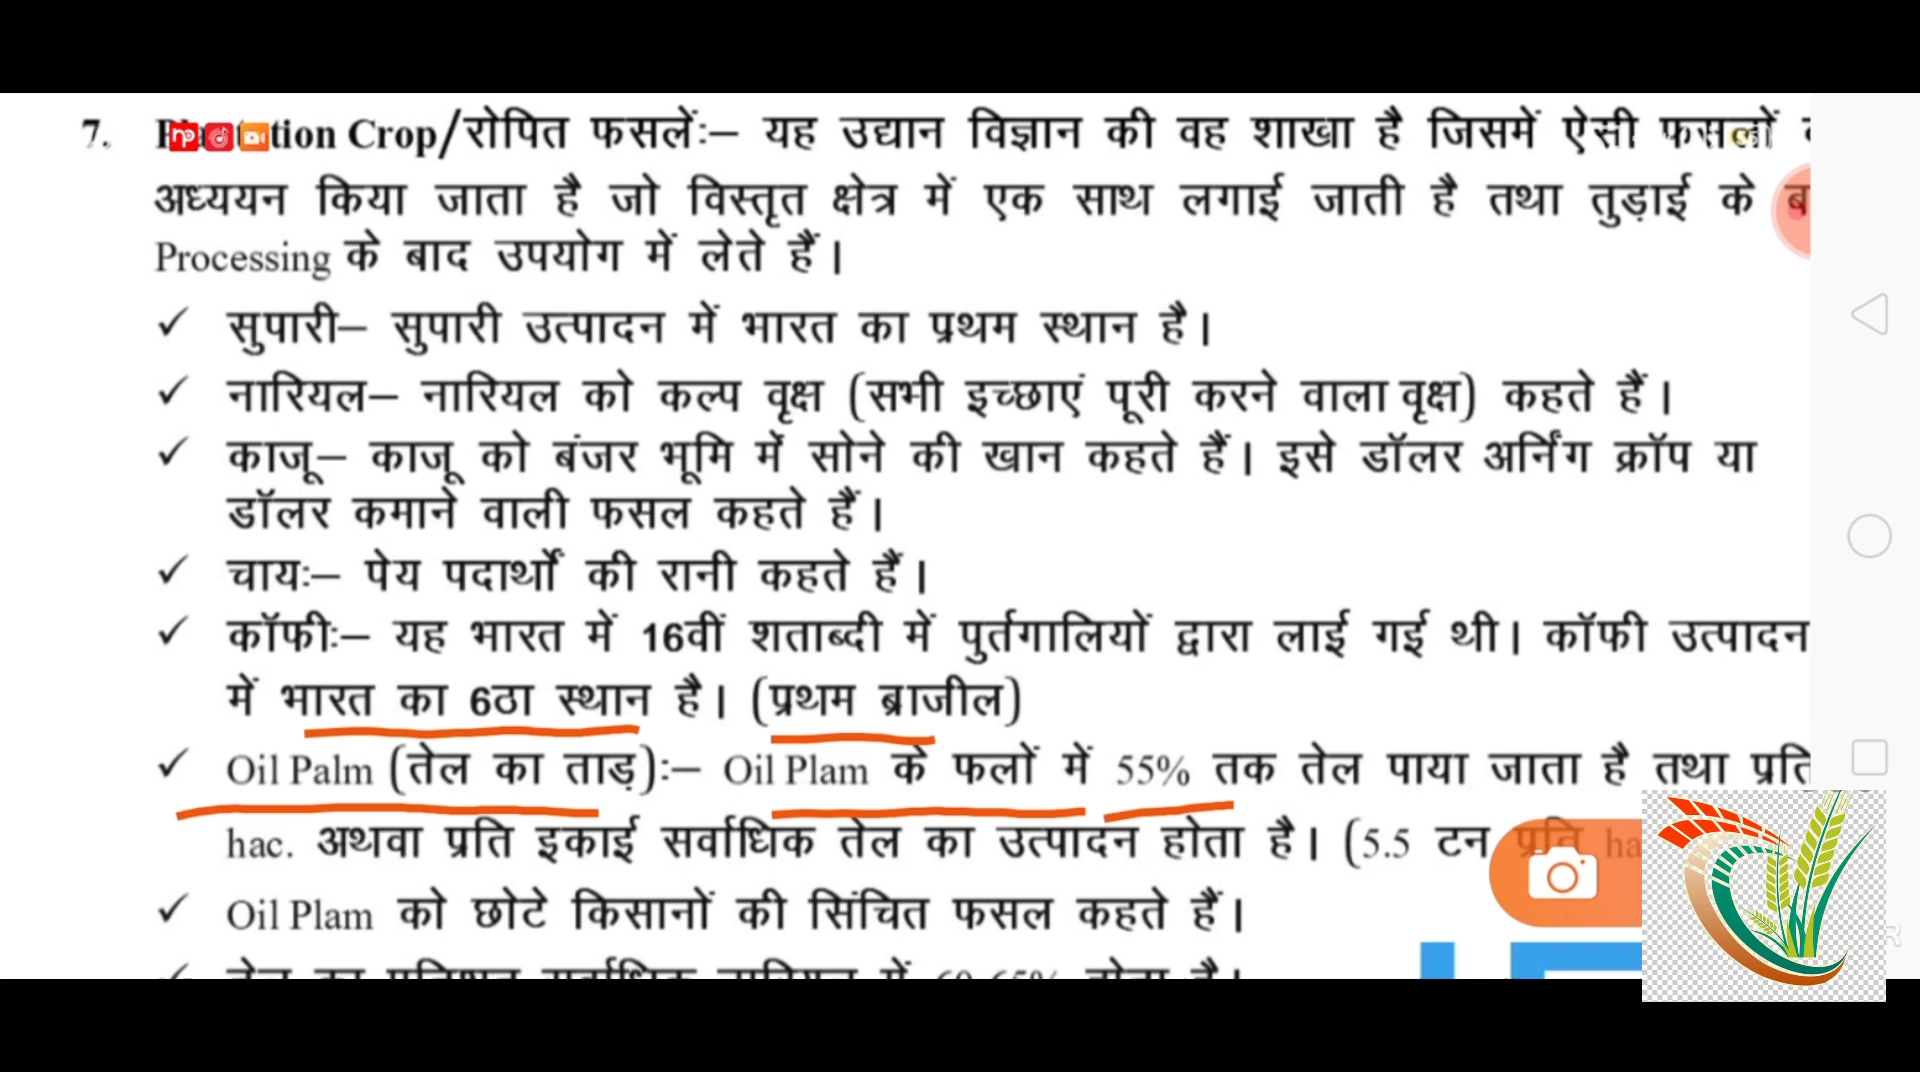 7. Plantation Crop/रोपित फसलेंः– यह उद्यान विज्ञान की वह शाखा है जिसमें ऐसी फसलों
अध्ययन किया जाता है जो विस्तृत क्षेत्र में एक साथ लगाई जाती है तथा तुड़ाई के
Processing के बाद उपयोग में लेते हैं।
✓ सुपारी– सुपारी उत्पादन में भारत का प्रथम स्थान है।
✓ नारियल– नारियल को कल्प वृक्ष (सभी इच्छाएं पूरी करने वाला वृक्ष) कहते हैं।
✓ काजू– काजू को बंजर भूमि में सोने की खान कहते हैं। इसे डॉलर अर्निंग क्रॉप या
डॉलर कमाने वाली फसल कहते हैं।
✓ चायः– पेय पदार्थों की रानी कहते हैं।
✓ कॉफीः– यह भारत में 16वीं शताब्दी में पुर्तगालियों द्वारा लाई गई थी। कॉफी उत्पादन
में भारत का 6ठा स्थान है। (प्रथम ब्राजील)
✓ Oil Palm (तेल का ताड़):– Oil Plam के फलों में 55% तक तेल पाया जाता है तथा प्रति
hac. अथवा प्रति इकाई सर्वाधिक तेल का उत्पादन होता है। (5.5 टन प्रति
✓ Oil Plam को छोटे किसानों की सिंचित फसल कहते हैं।